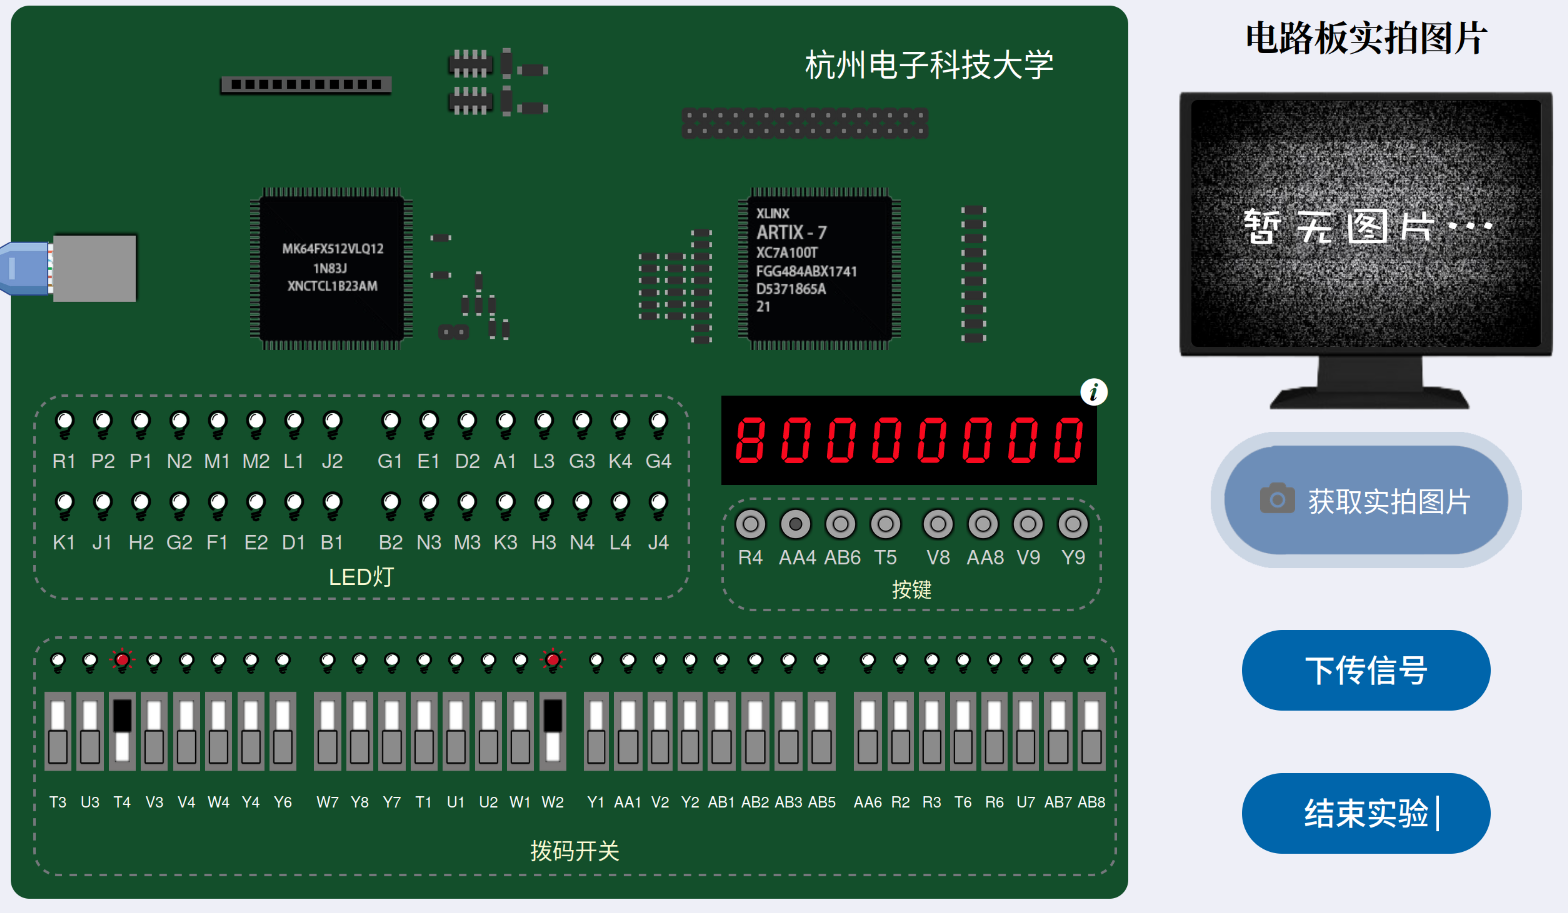 杭州电子科技大学
电路板实拍图片
暂无图片...
MK64FX512VLQ12
1N83J
XNCTCL1B23AM
XLINX
ARTIX - 7
XC7A100T
FGG484ABX1741
D5371865A
21
i
80000000
R1 P2 P1 N2 M1 M2 L1 J2 G1 E1 D2 A1 L3 G3 K4 G4
K1 J1 H2 G2 F1 E2 D1 B1 B2 N3 M3 K3 H3 N4 L4 J4
LED灯
R4 AA4 AB6 T5 V8 AA8 V9 Y9
按键
获取实拍图片
下传信号
T3 U3 T4 V3 V4 W4 Y4 Y6 W7 Y8 Y7 T1 U1 U2 W1 W2 Y1 AA1 V2 Y2 AB1 AB2 AB3 AB5 AA6 R2 R3 T6 R6 U7 AB7 AB8
拨码开关
结束实验